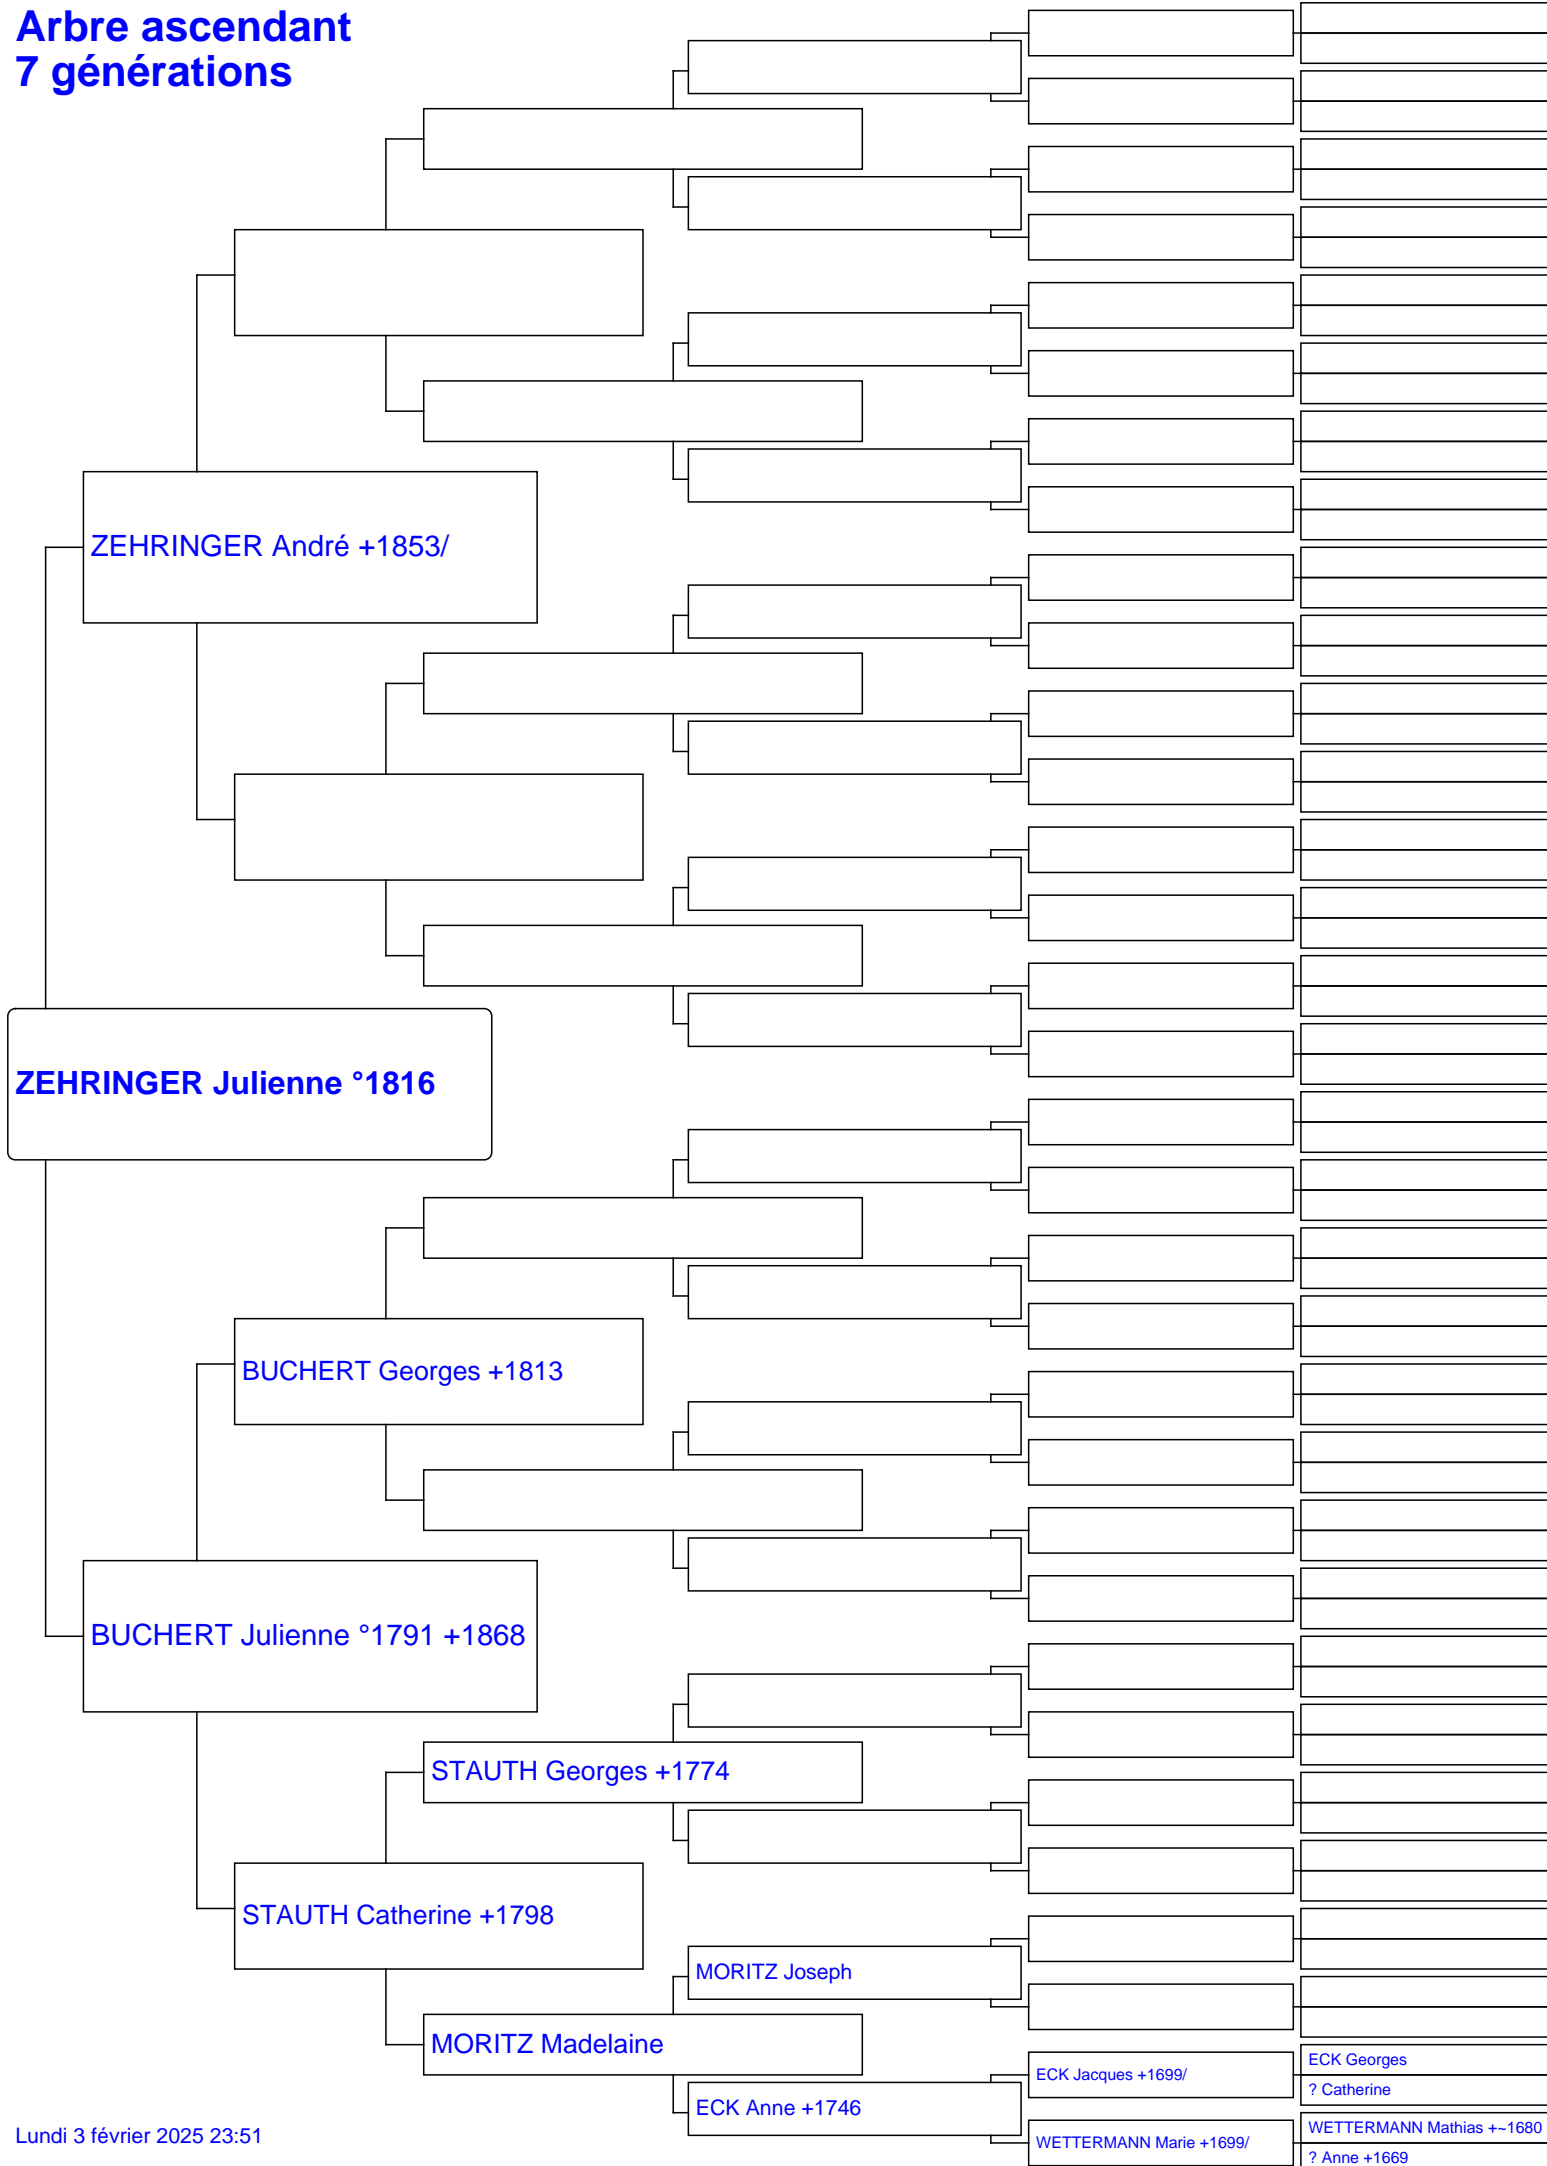 Arbre ascendant
7 générations
ZEHRINGER André +1853/
ZEHRINGER Julienne °1816
BUCHERT Georges +1813
BUCHERT Julienne °1791 +1868
STAUTH Georges +1774
STAUTH Catherine +1798
MORITZ Joseph
MORITZ Madelaine
ECK Jacques +1699/
ECK Georges
? Catherine
ECK Anne +1746
WETTERMANN Marie +1699/
WETTERMANN Mathias +~1680
? Anne +1669
Lundi 3 février 2025 23:51